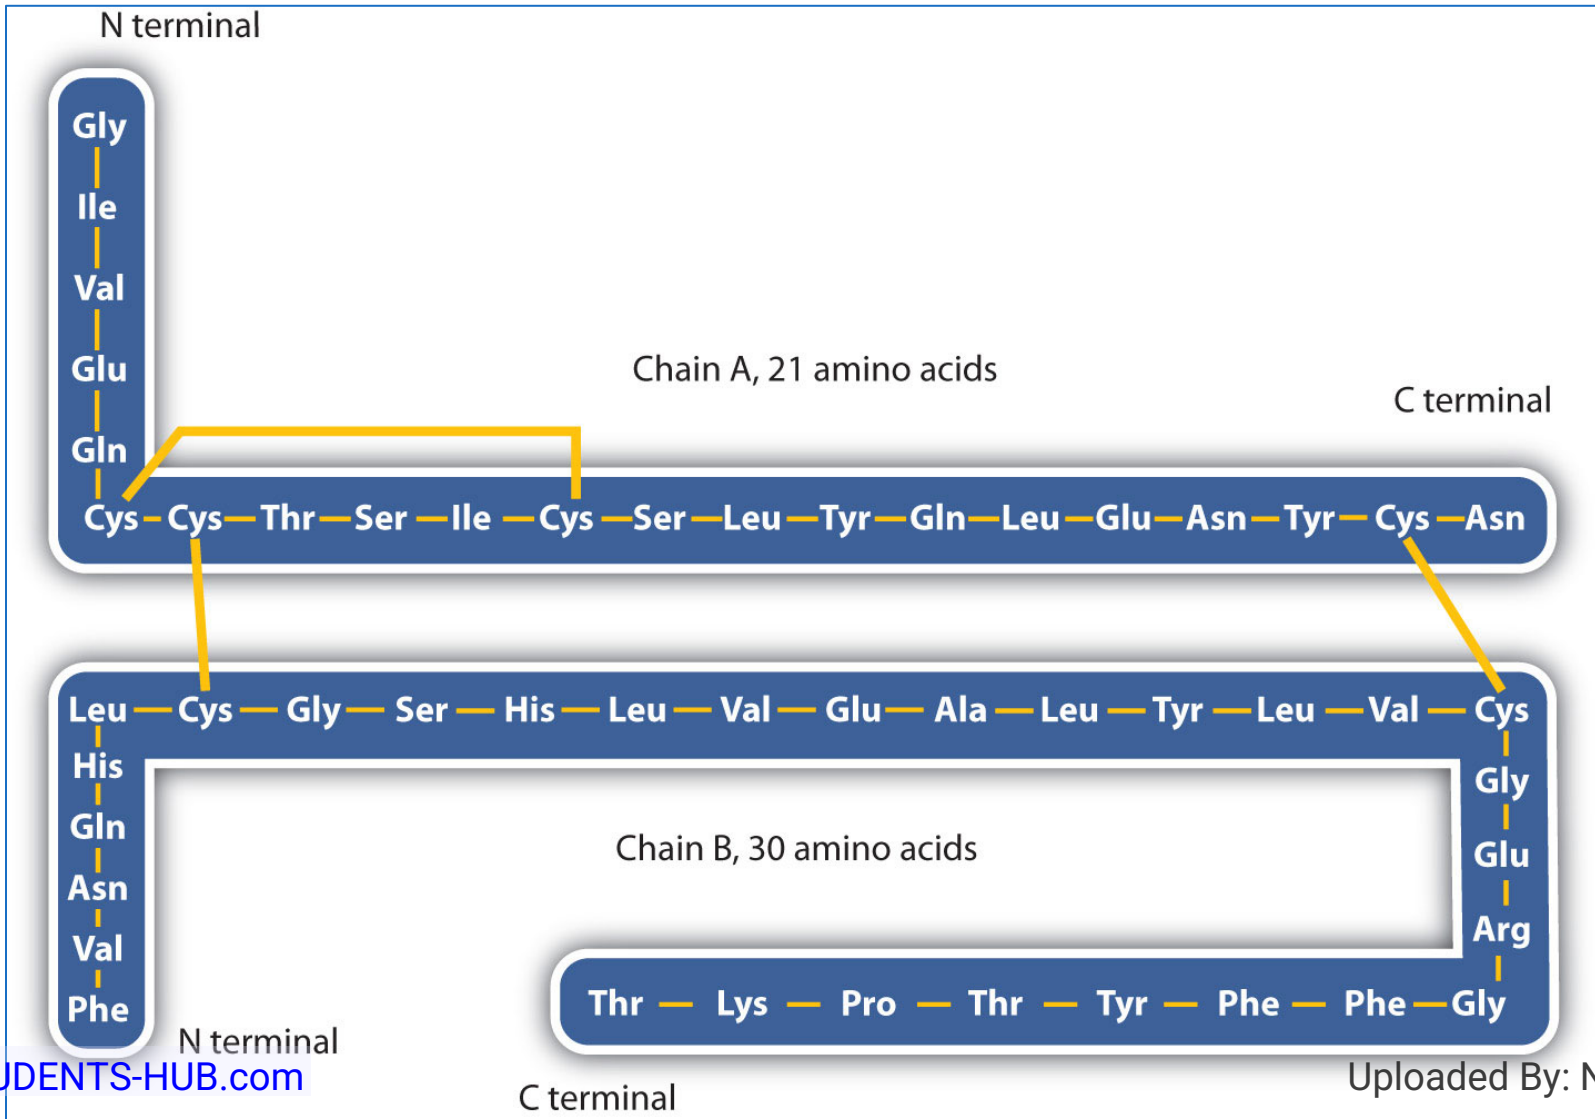 N terminal
Gly
Ile
Val
Glu
Chain A, 21 amino acids
C terminal
Gln
Cys Cys Thr Ser Ile Cys Ser Leu Tyr Gln Leu Glu Asn Tyr Cys Asn
Leu Cys Gly Ser His Leu Val Glu Ala Leu Tyr Leu Val Cys
His
Gln
Asn
Val
Phe
N terminal
Chain B, 30 amino acids
Gly
Glu
Arg
Thr Lys Pro Thr Tyr Phe Phe Gly
C terminal
UDENTS-HUB.com
Uploaded By: N